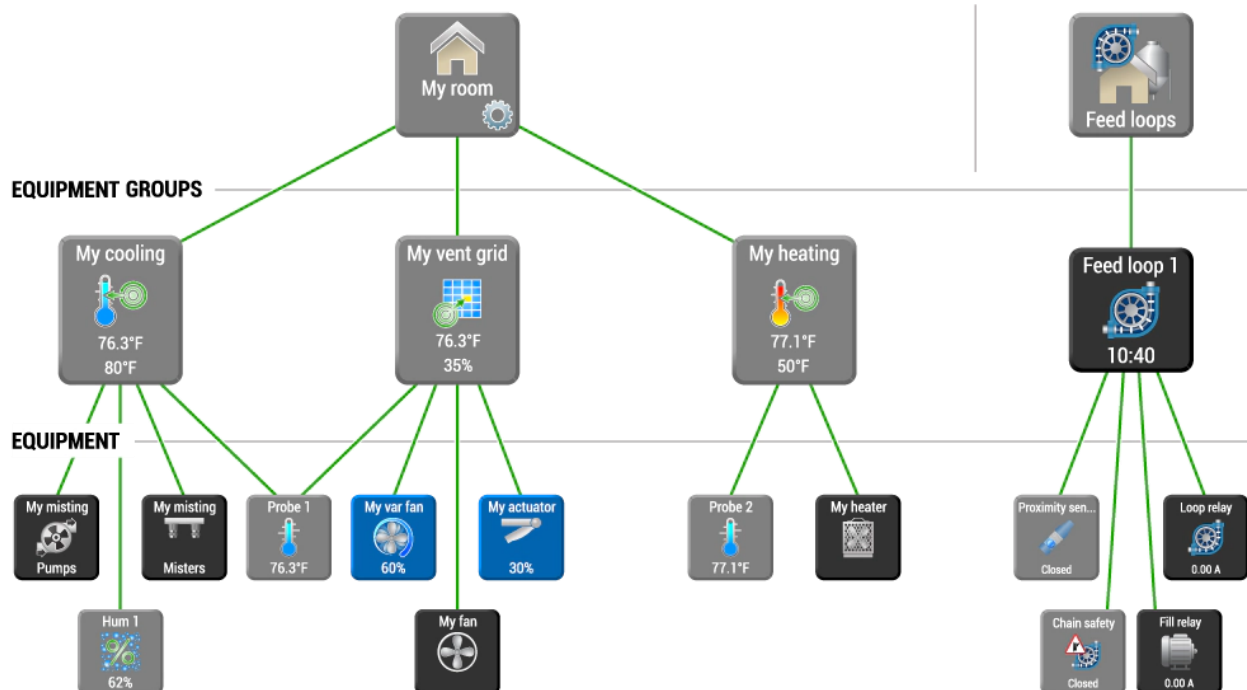 My room
Feed loops
EQUIPMENT GROUPS
My cooling
76.3°F
80°F
My vent grid
76.3°F
35%
My heating
77.1°F
50°F
Feed loop 1
10:40
EQUIPMENT
My misting
Pumps
My misting
Misters
Probe 1
76.3°F
My var fan
60%
My actuator
30%
Probe 2
77.1°F
My heater
Proximity sen...
Closed
Loop relay
0.00 A
Hum 1
62%
My fan
Chain safety
Closed
Fill relay
0.00 A